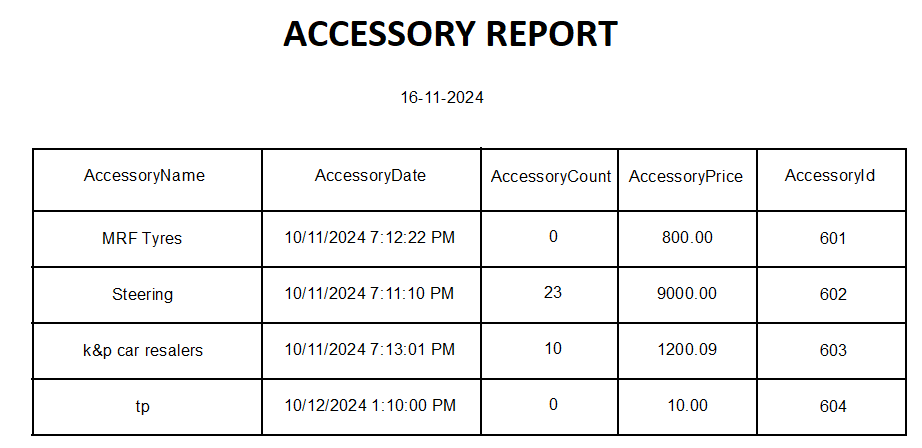 ACCESSORY REPORT
16-11-2024
AccessoryName AccessoryDate AccessoryCount AccessoryPrice AccessoryId
MRF Tyres 10/11/2024 7:12:22 PM 0 800.00 601
Steering 10/11/2024 7:11:10 PM 23 9000.00 602
k&p car resalers 10/11/2024 7:13:01 PM 10 1200.09 603
tp 10/12/2024 1:10:00 PM 0 10.00 604